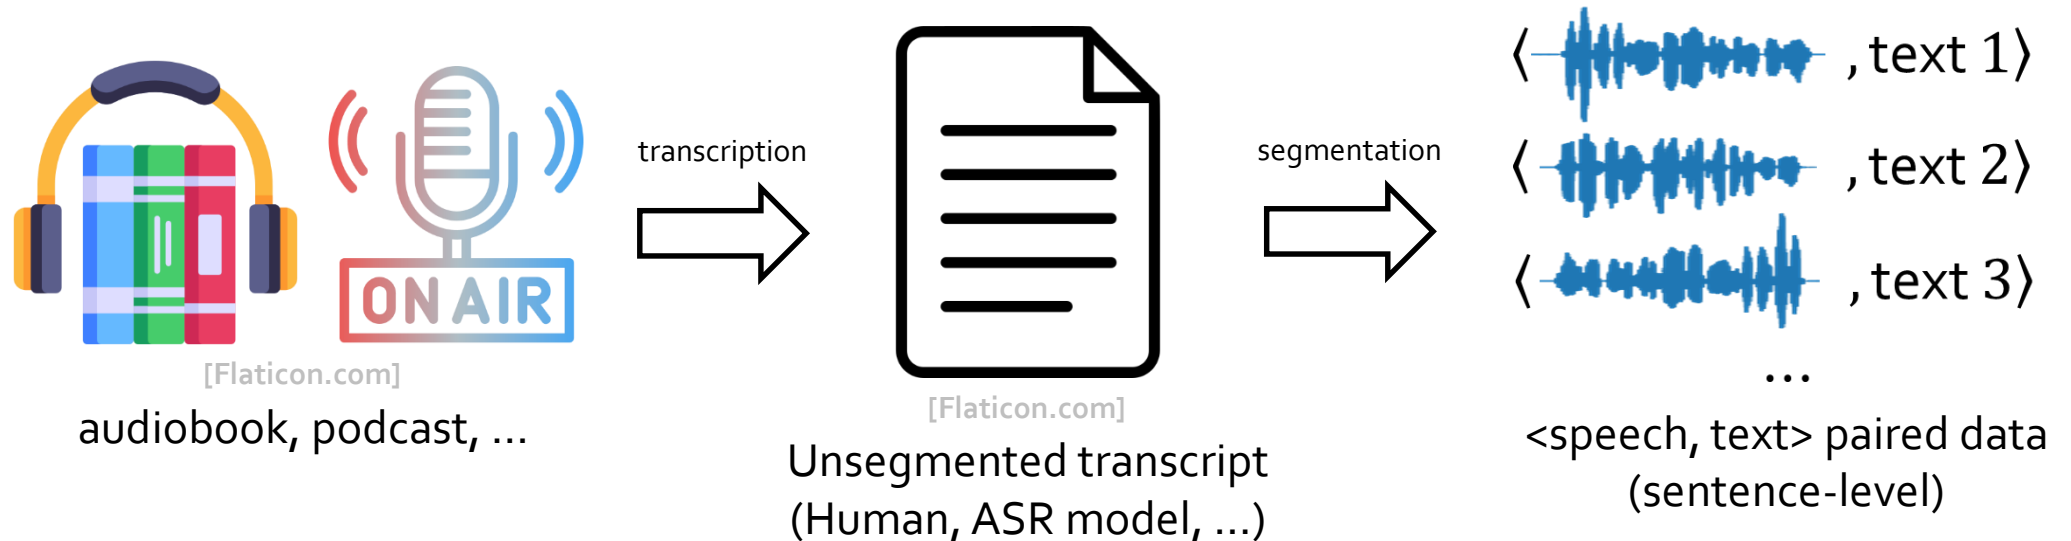 ON AIR
[Flaticon.com]
audiobook, podcast, ...
transcription
[Flaticon.com]
Unsegmented transcript
(Human, ASR model, ...)
segmentation
⟨ , text 1⟩
⟨ , text 2⟩
⟨ , text 3⟩
...
<speech, text> paired data
(sentence-level)